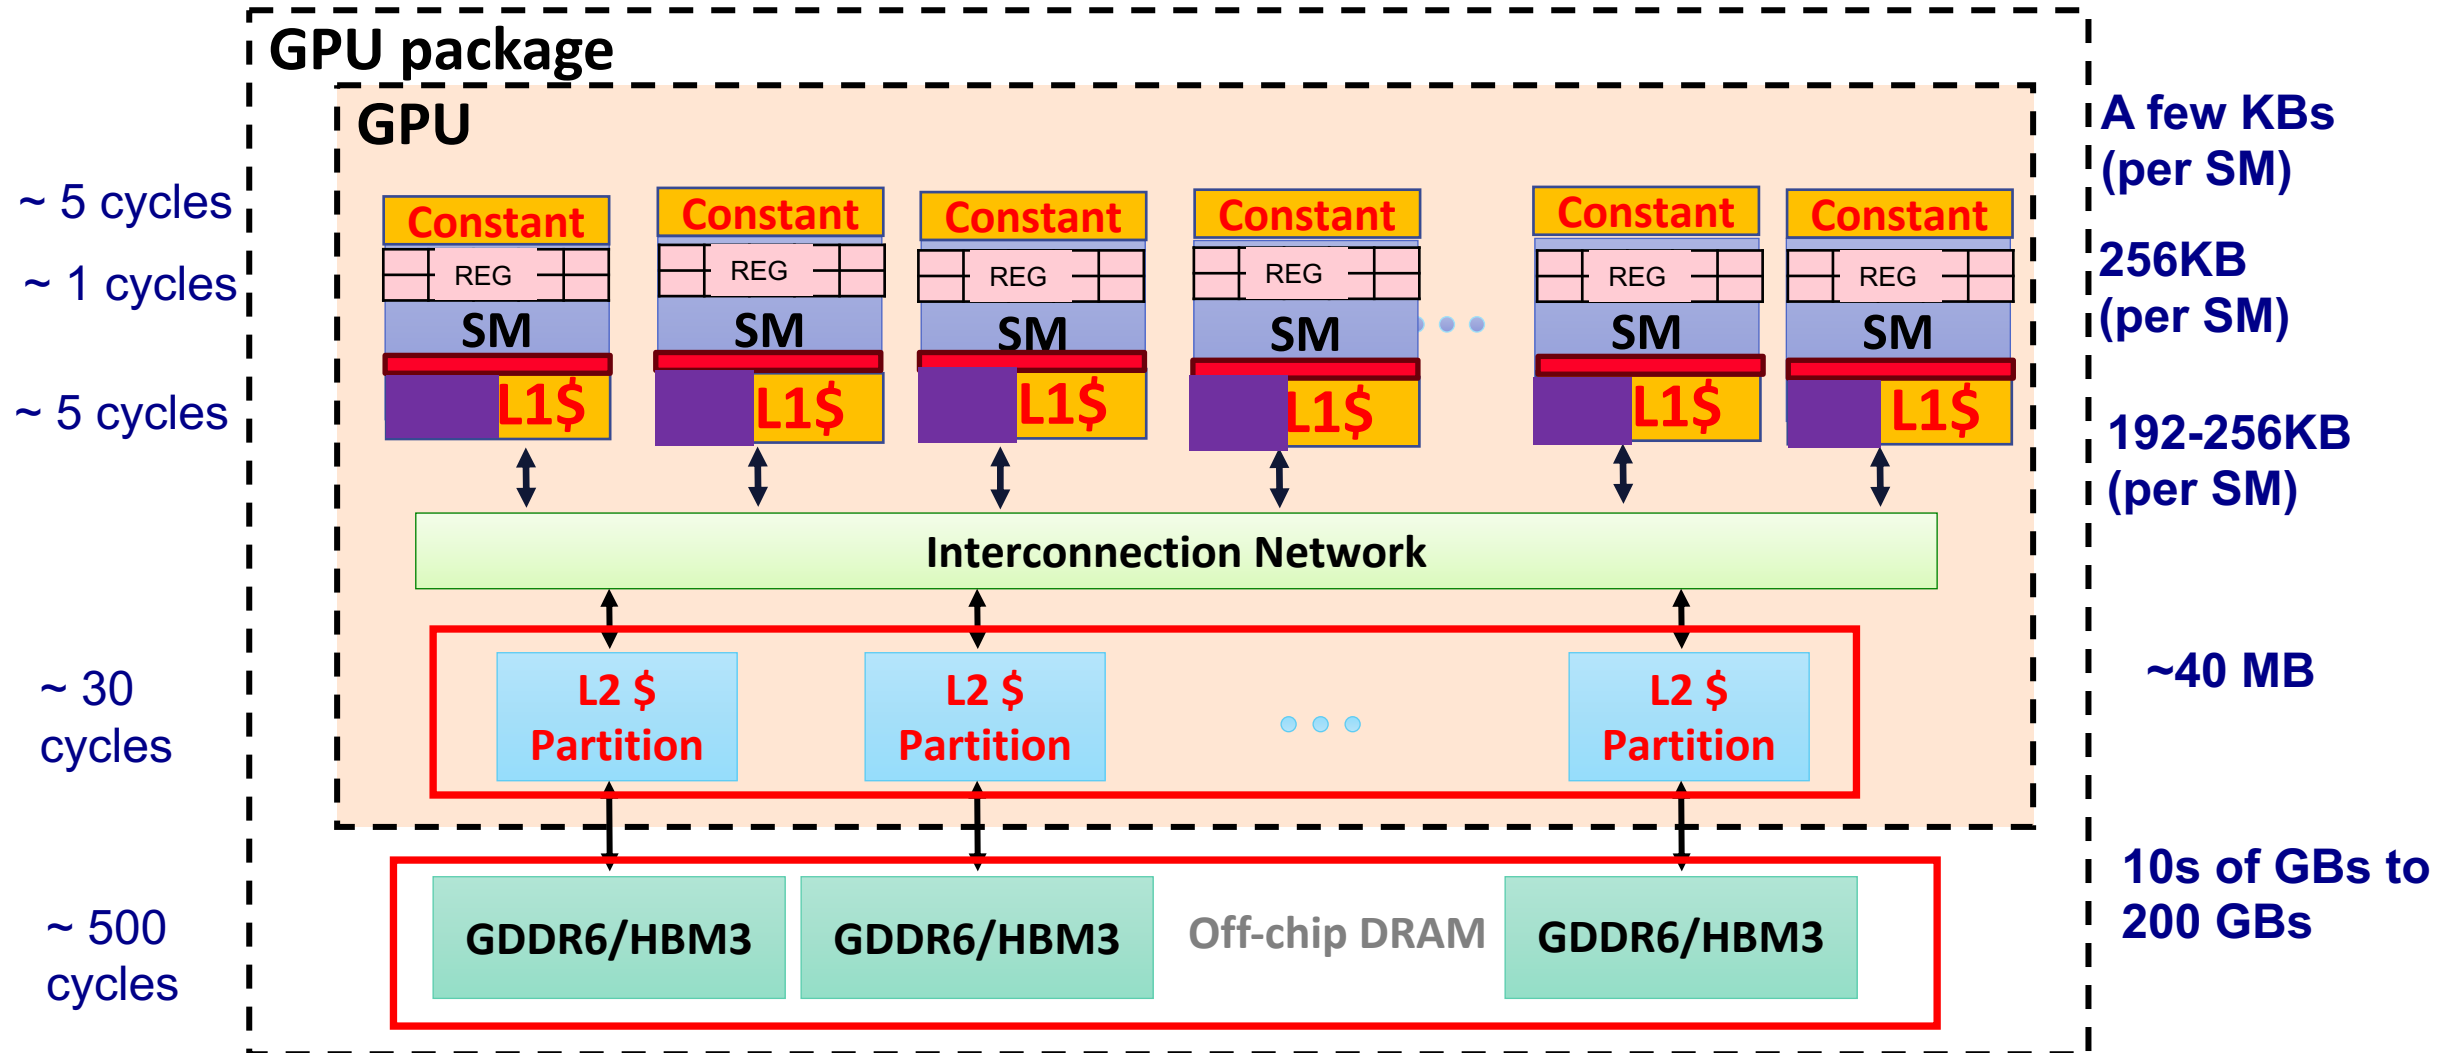 GPU package
GPU
A few KBs
(per SM)
~ 5 cycles
Constant
Constant
Constant
Constant
Constant
Constant
~ 1 cycles
REG
REG
REG
REG
REG
REG
256KB
(per SM)
SM
SM
SM
SM
SM
SM
~ 5 cycles
L1$
L1$
L1$
L1$
L1$
L1$
192-256KB
(per SM)
Interconnection Network
~ 30
cycles
L2 $
Partition
L2 $
Partition
L2 $
Partition
~40 MB
~ 500
cycles
GDDR6/HBM3
GDDR6/HBM3
Off-chip DRAM
GDDR6/HBM3
10s of GBs to
200 GBs